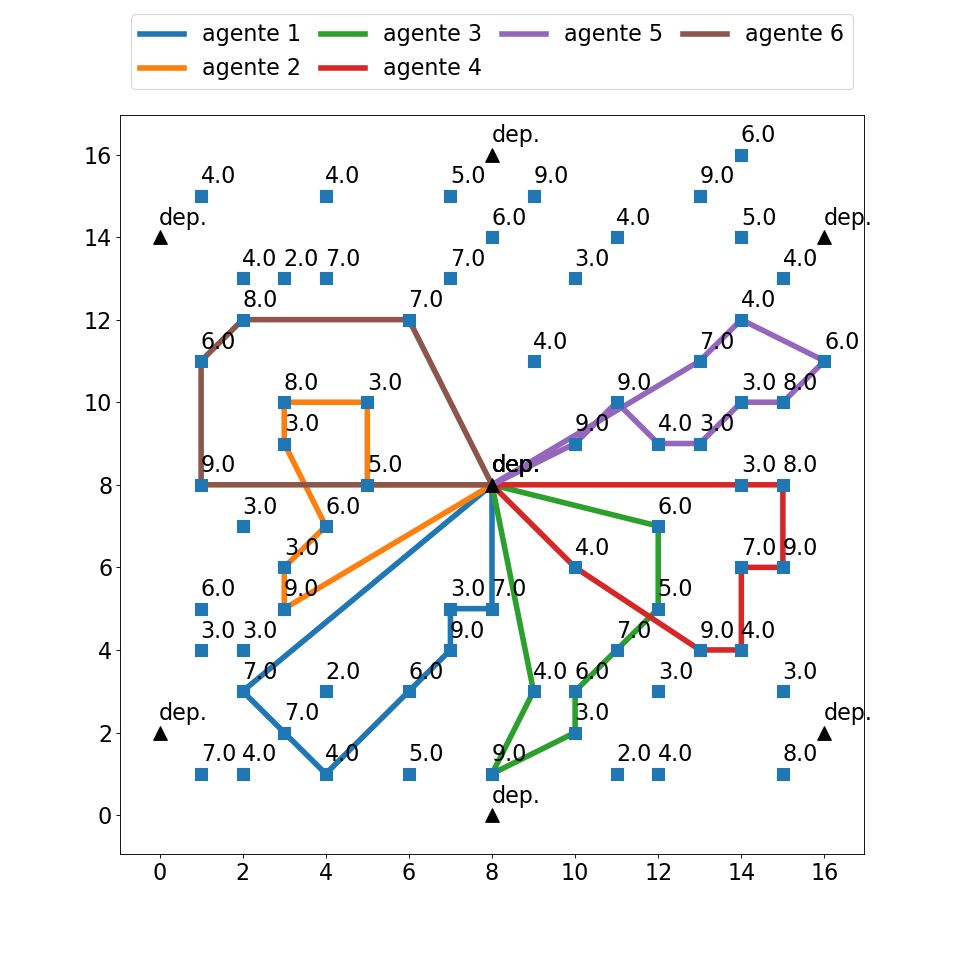 agente 1 agente 3 agente 5 agente 6
agente 2 agente 4
dep. 6.0
4.0 4.0 5.0 9.0 9.0
dep. 6.0 4.0 5.0 dep.
4.0 2.0 7.0 7.0 3.0 4.0
8.0 7.0 4.0
6.0 4.0 7.0 6.0
8.0 3.0 9.0 3.0 8.0
3.0 9.0 4.0 3.0
9.0 5.0 dep. 3.0 8.0
3.0 6.0 6.0
3.0 4.0 7.0 9.0
6.0 9.0 3.0 7.0 5.0
3.0 3.0 9.0 7.0 9.0 4.0
7.0 2.0 6.0 4.0 6.0 3.0 3.0
dep. 7.0 3.0 dep.
7.0 4.0 4.0 5.0 9.0 2.0 4.0 8.0
dep.
16
14
12
10
8
6
4
2
0
0 2 4 6 8 10 12 14 16